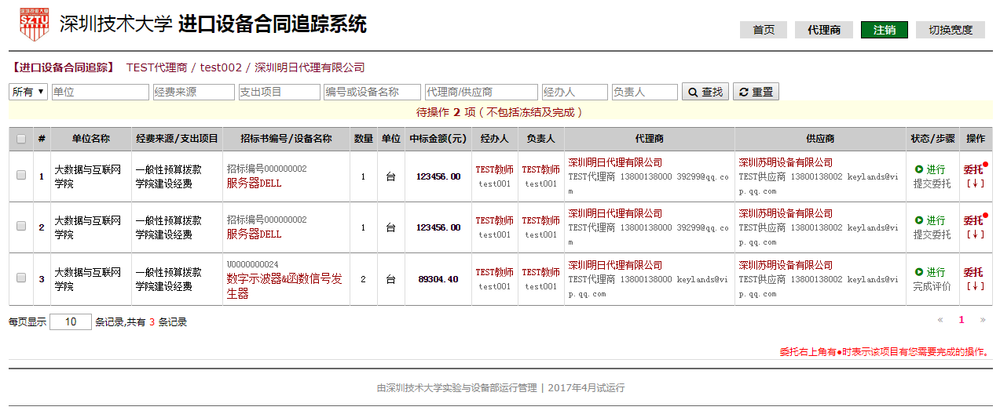 深圳技术大学
SZTU
深圳技术大学 进口设备合同追踪系统
首页 代理商 注销 切换宽度
【进口设备合同追踪】 TEST代理商 / test002 / 深圳明日代理有限公司
所有 单位 经费来源 支出项目 编号或设备名称 代理商/供应商 经办人 负责人 查找 重置
待操作 2 项 ( 不包括冻结及完成 )
# 单位名称 经费来源/支出项目 招标书编号/设备名称 数量 单位 中标金额(元) 经办人 负责人 代理商 供应商 状态/步骤 操作
1 大数据与互联网学院 一般性预算拨款 学院建设经费 招标编号000000002 服务器DELL 1 台 123456.00 TEST教师 test001 TEST教师 test001 深圳明日代理有限公司 TEST代理商 13800138000 39299@qq.com 深圳苏明设备有限公司 TEST供应商 13800138002 keylands@vip.qq.com 进行 提交委托 委托 [↓]
2 大数据与互联网学院 一般性预算拨款 学院建设经费 招标编号000000002 服务器DELL 1 台 123456.00 TEST教师 test001 TEST教师 test001 深圳明日代理有限公司 TEST代理商 13800138000 39299@qq.com 深圳苏明设备有限公司 TEST供应商 13800138002 keylands@vip.qq.com 进行 提交委托 委托 [↓]
3 大数据与互联网学院 一般性预算拨款 学院建设经费 U0000000024 数字示波器&函数信号发生器 2 台 89304.40 TEST教师 test001 TEST教师 test001 深圳明日代理有限公司 TEST代理商 13800138000 keylands@vip.qq.com 深圳苏明设备有限公司 TEST供应商 13800138002 keylands@vip.qq.com 进行 完成评价 委托 [↓]
每页显示 10 条记录,共有 3 条记录 « 1 »
委托右上角有●时表示该项目有您需要完成的操作。
由深圳技术大学实验与设备部运行管理 | 2017年4月试运行